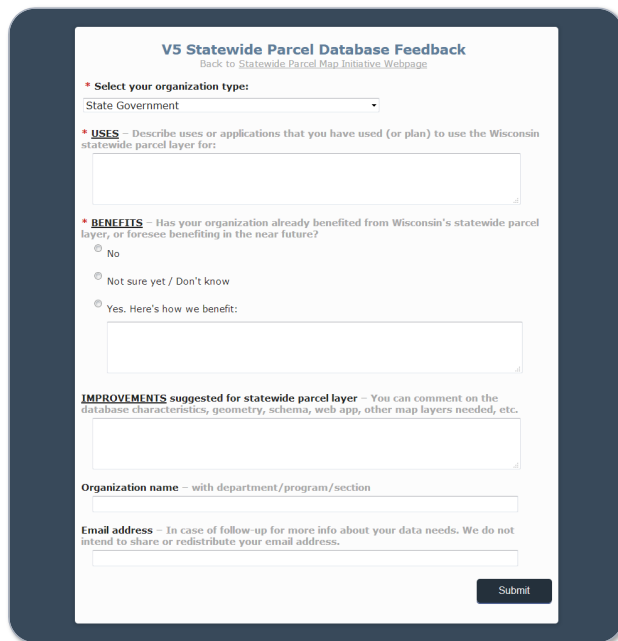 V5 Statewide Parcel Database Feedback
Back to Statewide Parcel Map Initiative Webpage
* Select your organization type:
State Government
* USES – Describe uses or applications that you have used (or plan) to use the Wisconsin
statewide parcel layer for:
* BENEFITS – Has your organization already benefited from Wisconsin's statewide parcel
layer, or foresee benefiting in the near future?
No
Not sure yet / Don't know
Yes. Here's how we benefit:
IMPROVEMENTS suggested for statewide parcel layer – You can comment on the
database characteristics, geometry, schema, web app, other map layers needed, etc.
Organization name – with department/program/section
Email address – In case of follow-up for more info about your data needs. We do not
intend to share or redistribute your email address.
Submit